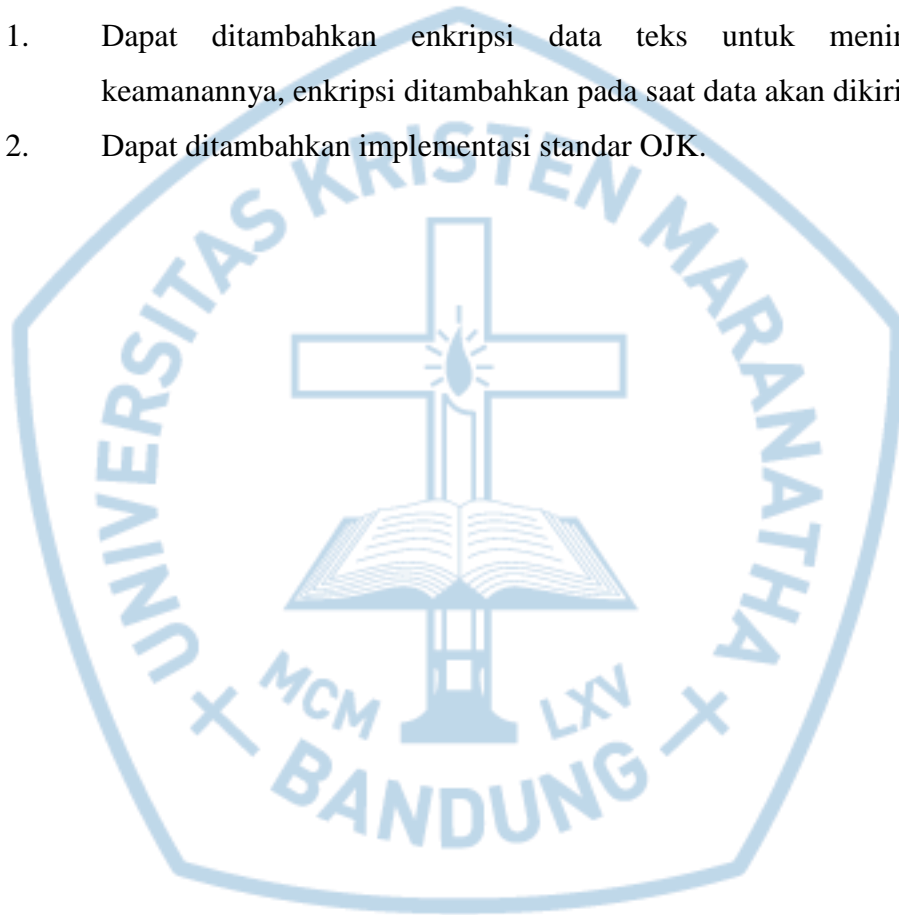 1. Dapat ditambahkan enkripsi data teks untuk
keamanannya, enkripsi ditambahkan pada saat data akan
2. Dapat ditambahkan implementasi standar OJK.
UNIVERSITAS KRISTEN MARANATHA
MCM LXV
BANDUNG